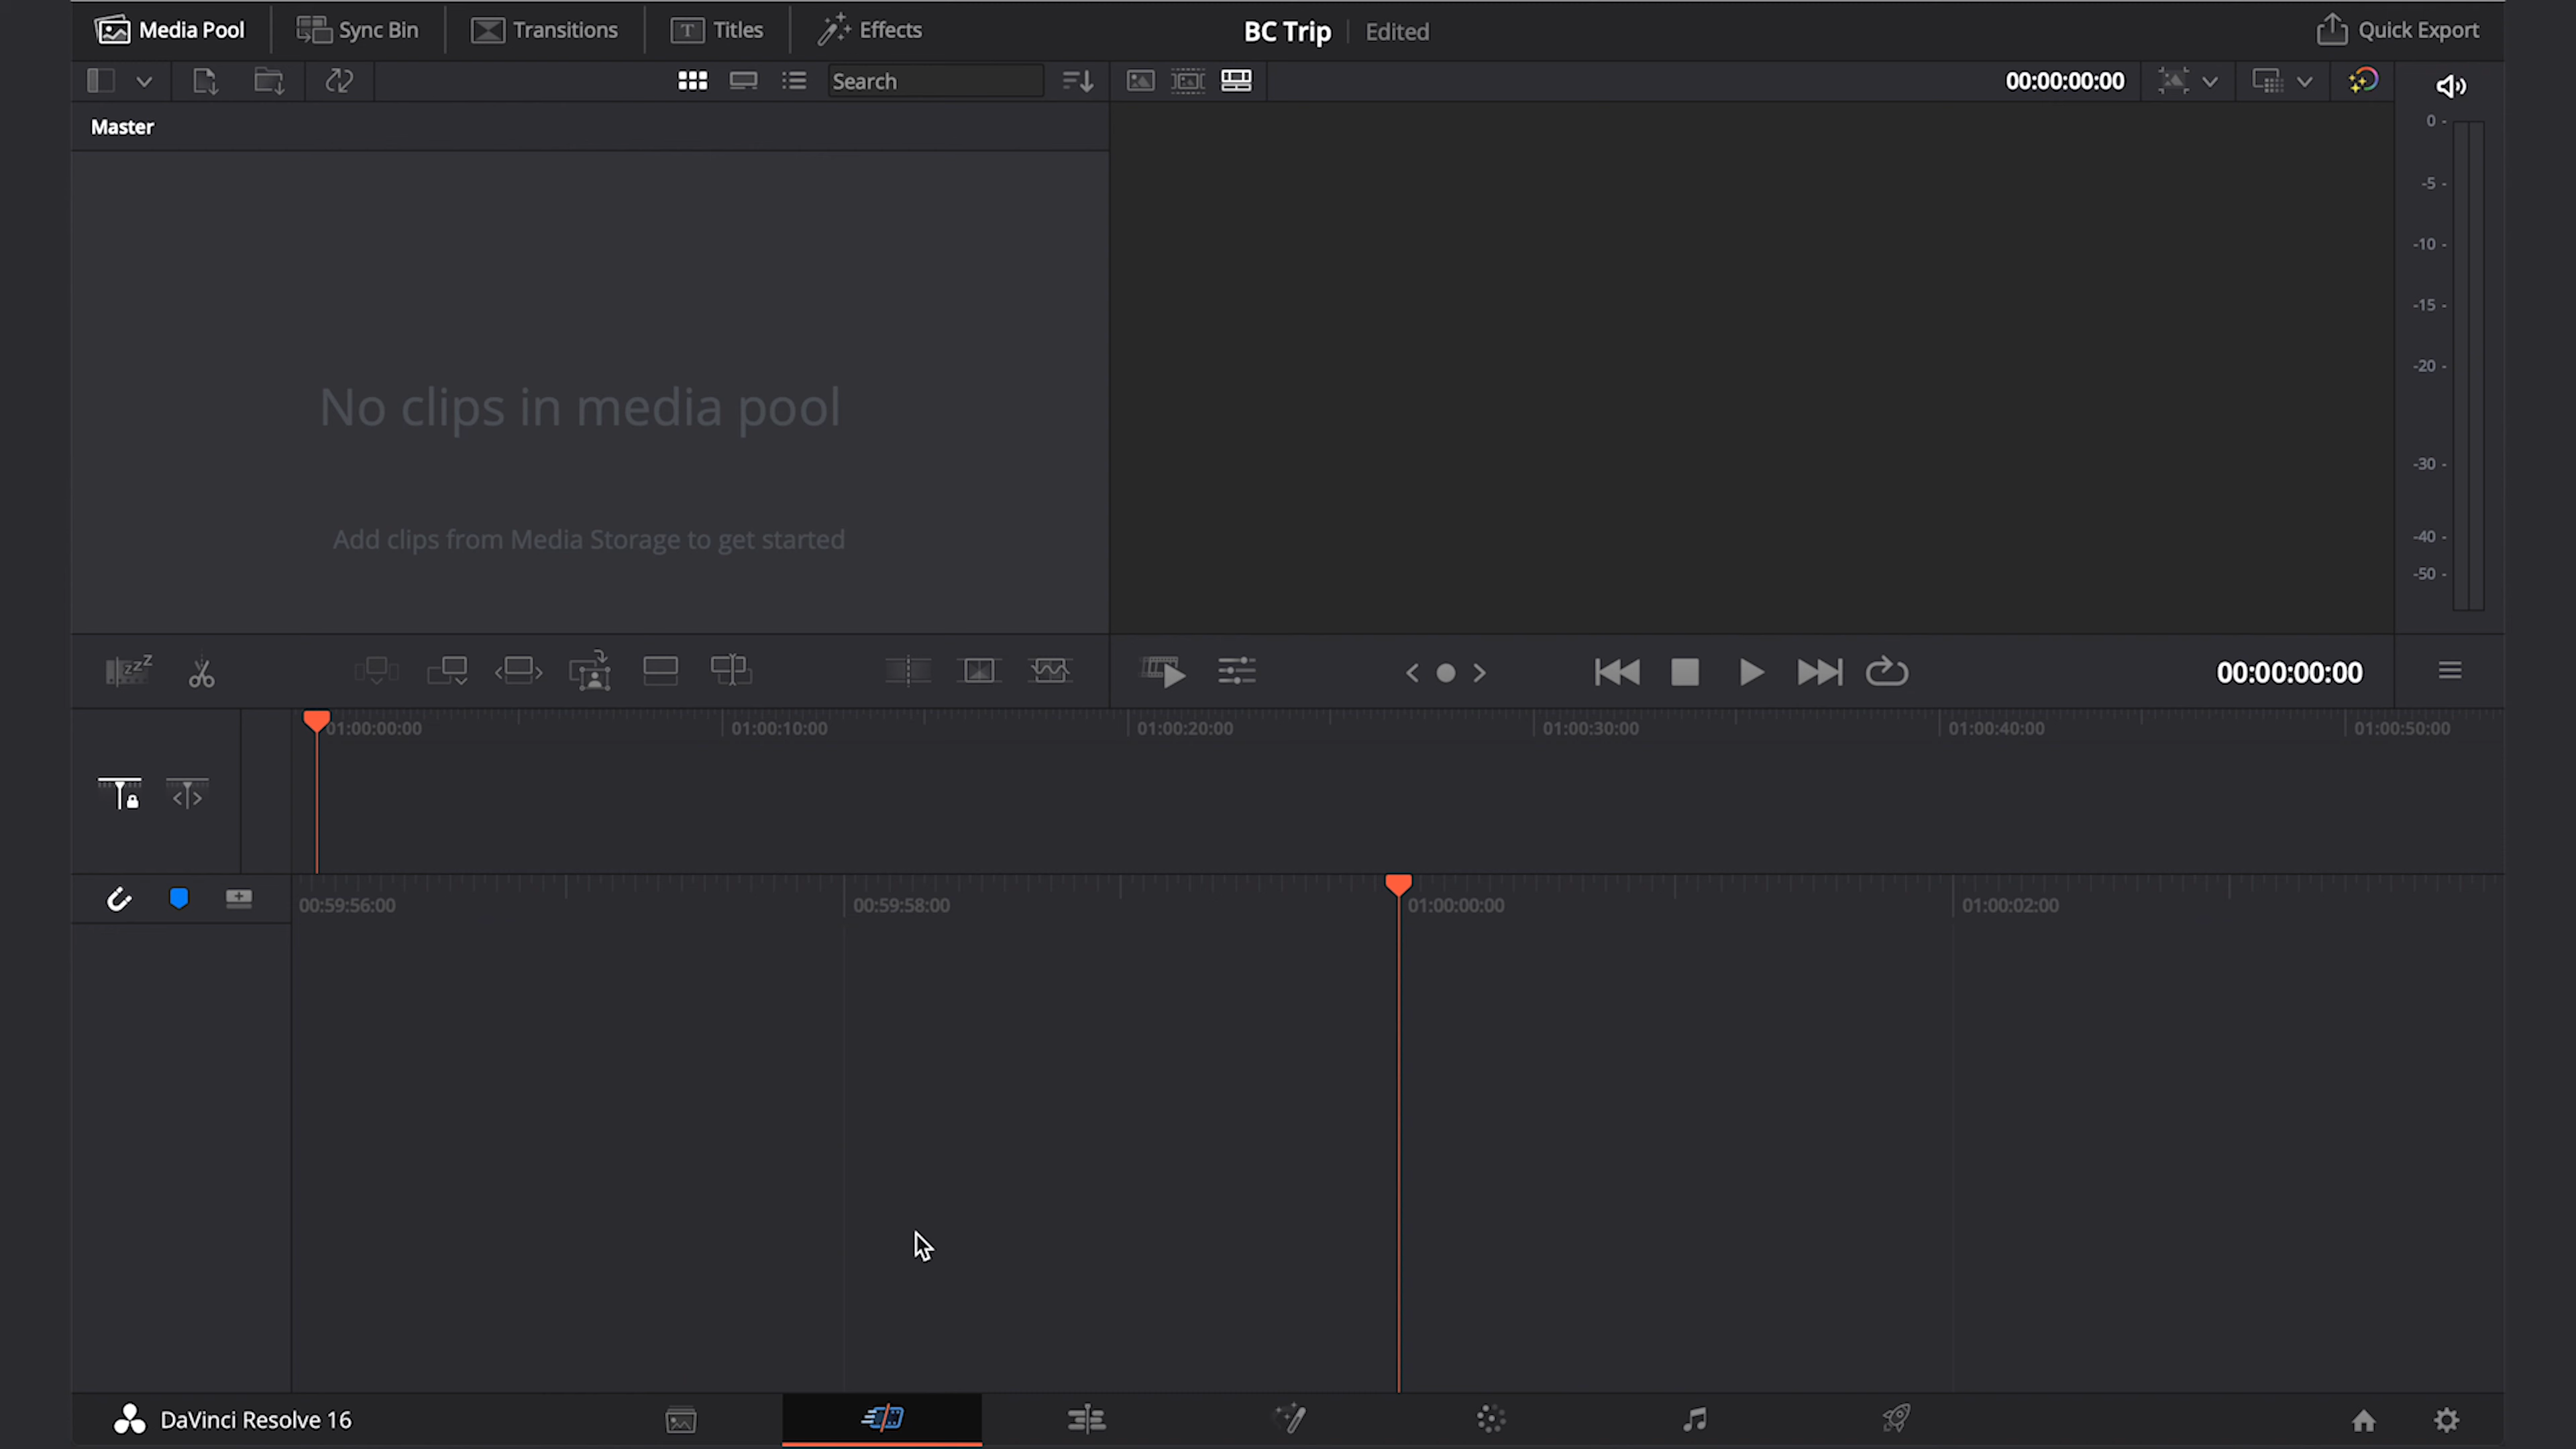 Media Pool
Sync Bin
Transitions
Titles
Effects
BC Trip
Edited
Quick Export
Search
00:00:00:00
Master
0
-5
-10
-15
-20
-30
-40
-50
No clips in media pool
Add clips from Media Storage to get started
zzZ
00:00:00:00
01:00:00:00
01:00:10:00
01:00:20:00
01:00:30:00
01:00:40:00
01:00:50:00
00:59:56:00
00:59:58:00
01:00:00:00
01:00:02:00
DaVinci Resolve 16